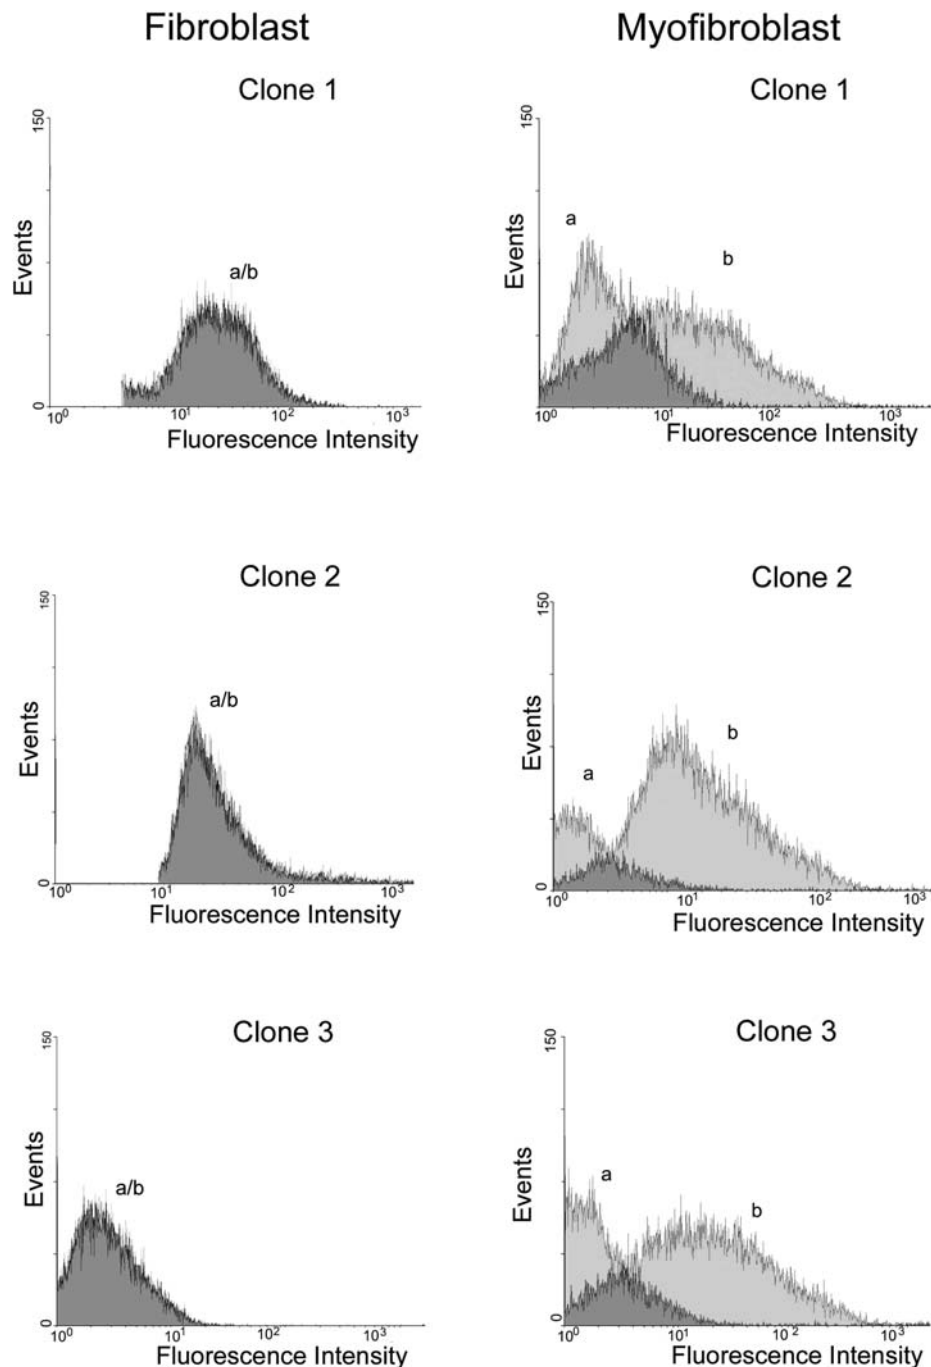 Fibroblast
Myofibroblast
Clone 1
Clone 1
150
Events
a/b
0
10⁰ 10¹ 10² 10³
Fluorescence Intensity
150
Events
a
b
0
10⁰ 10¹ 10² 10³
Fluorescence Intensity
Clone 2
Clone 2
150
Events
a/b
0
10⁰ 10¹ 10² 10³
Fluorescence Intensity
150
Events
a
b
0
10⁰ 10¹ 10² 10³
Fluorescence Intensity
Clone 3
Clone 3
150
Events
a/b
0
10⁰ 10¹ 10² 10³
Fluorescence Intensity
150
Events
a
b
0
10⁰ 10¹ 10² 10³
Fluorescence Intensity